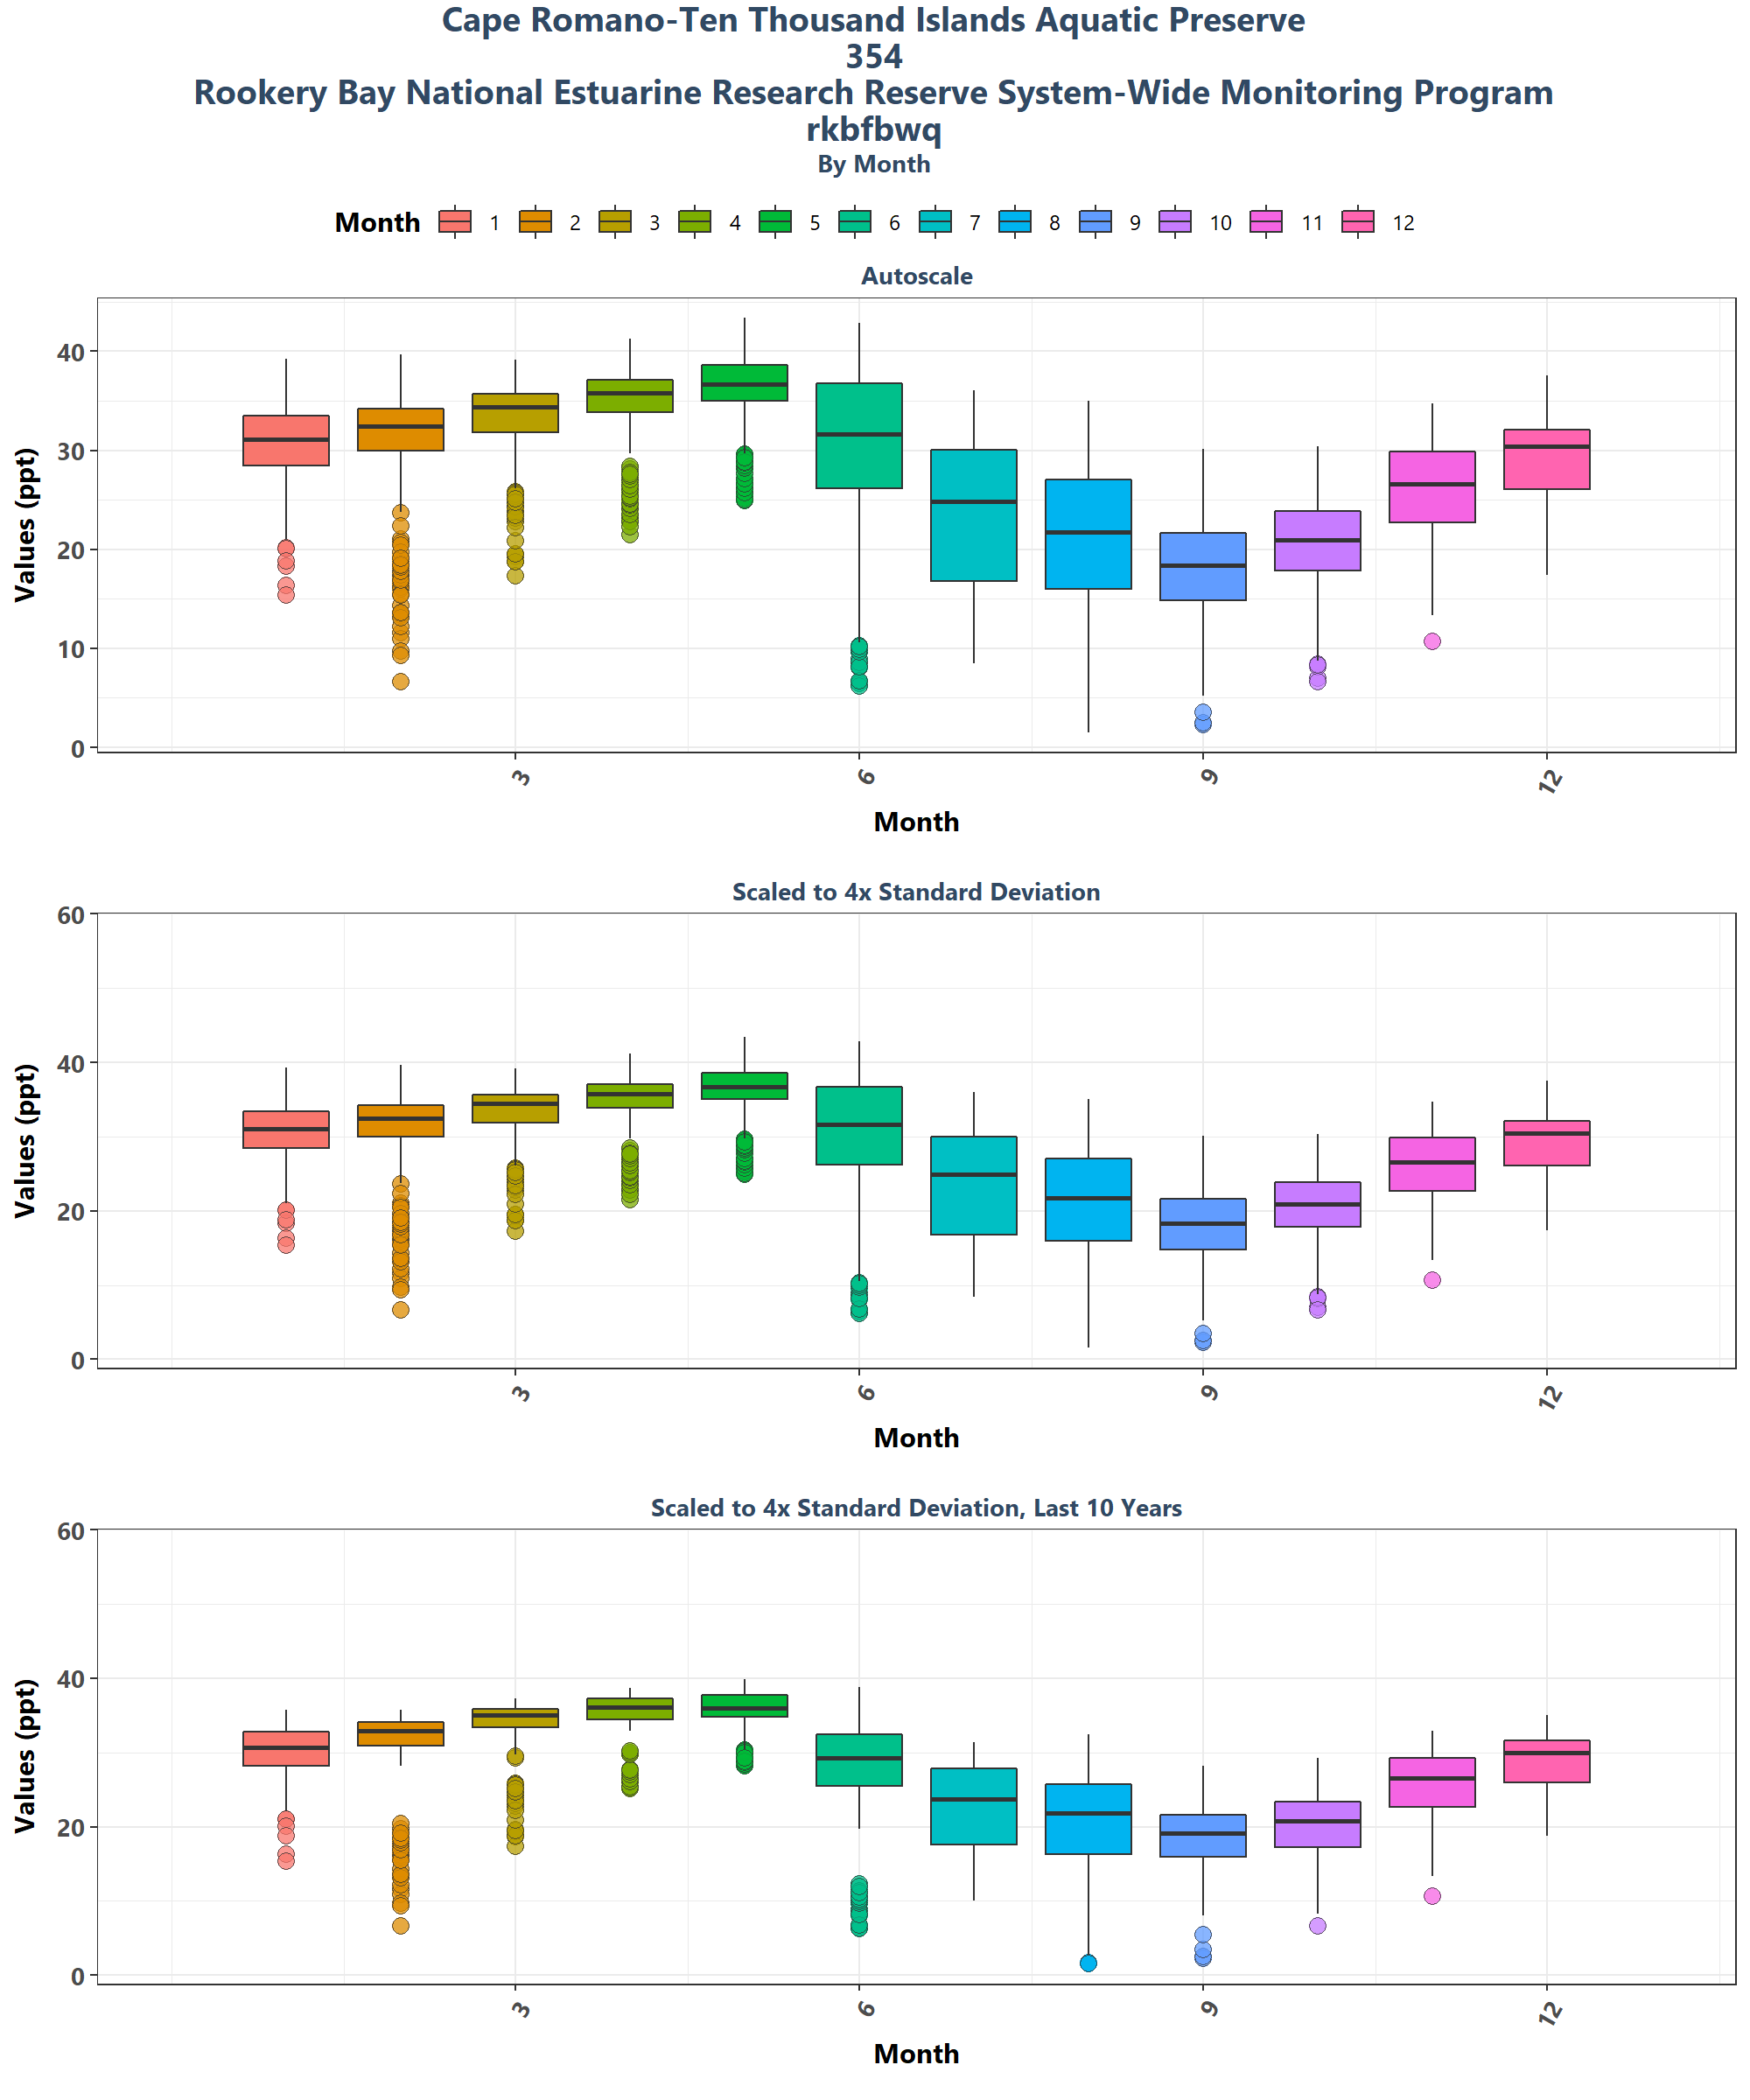 Cape Romano-Ten Thousand Islands Aquatic Preserve
354
Rookery Bay National Estuarine Research Reserve System-Wide Monitoring Program
rkbfbwq
By Month
Month 1 2 3 4 5 6 7 8 9 10 11 12
Autoscale
Values (ppt)
40
30
20
10
0
3 6 9 12
Month
Scaled to 4x Standard Deviation
Values (ppt)
60
40
20
0
3 6 9 12
Month
Scaled to 4x Standard Deviation, Last 10 Years
Values (ppt)
60
40
20
0
3 6 9 12
Month